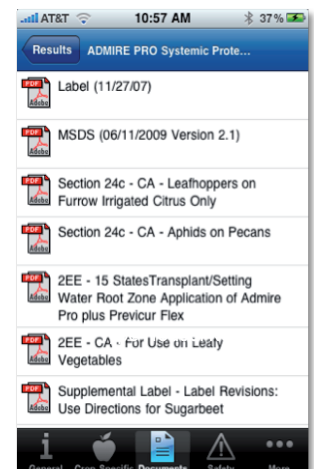 AT&T 10:57 AM 37%
Results ADMIRE PRO Systemic Prote...
PDF Adobe Label (11/27/07)
PDF Adobe MSDS (06/11/2009 Version 2.1)
PDF Adobe Section 24c - CA - Leafhoppers on
Furrow Irrigated Citrus Only
PDF Adobe Section 24c - CA - Aphids on Pecans
PDF Adobe 2EE - 15 StatesTransplant/Setting
Water Root Zone Application of Admire
Pro plus Previcur Flex
PDF Adobe 2EE - CA - For Use on Leafy
Vegetables
PDF Adobe Supplemental Label - Label Revisions:
Use Directions for Sugarbeet
General Crop Specific Documents Safety More